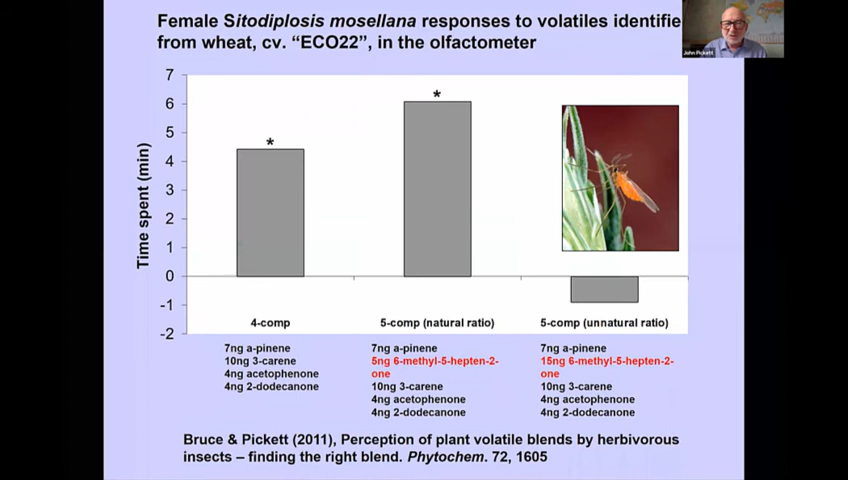 Female Sitodiplosis mosellana responses to volatiles identifie
from wheat, cv. “ECO22”, in the olfactometer
John Pickett
7
6
5
4
3
2
1
0
-1
-2
Time spent (min)
*
*
4-comp
5-comp (natural ratio)
5-comp (unnatural ratio)
7ng a-pinene
10ng 3-carene
4ng acetophenone
4ng 2-dodecanone
7ng a-pinene
5ng 6-methyl-5-hepten-2-
one
10ng 3-carene
4ng acetophenone
4ng 2-dodecanone
7ng a-pinene
15ng 6-methyl-5-hepten-2-
one
10ng 3-carene
4ng acetophenone
4ng 2-dodecanone
Bruce & Pickett (2011), Perception of plant volatile blends by herbivorous
insects – finding the right blend. Phytochem. 72, 1605